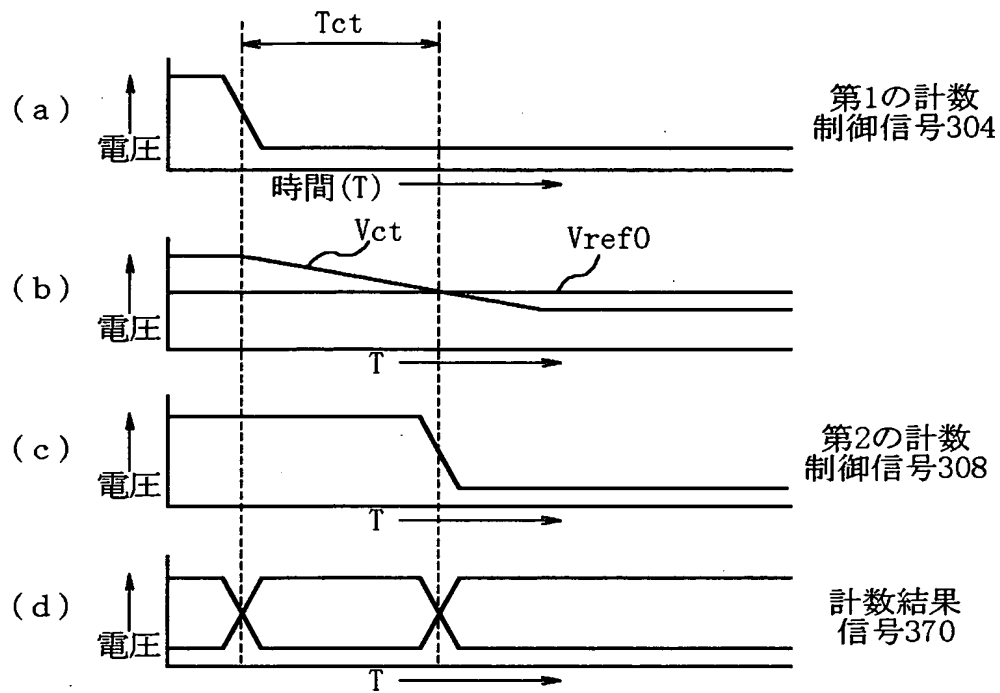 Tct
(a)
電圧
第1の計数
制御信号304
時間(T)
Vct
Vref0
(b)
電圧
T
(c)
電圧
第2の計数
制御信号308
T
(d)
電圧
計数結果
信号370
T